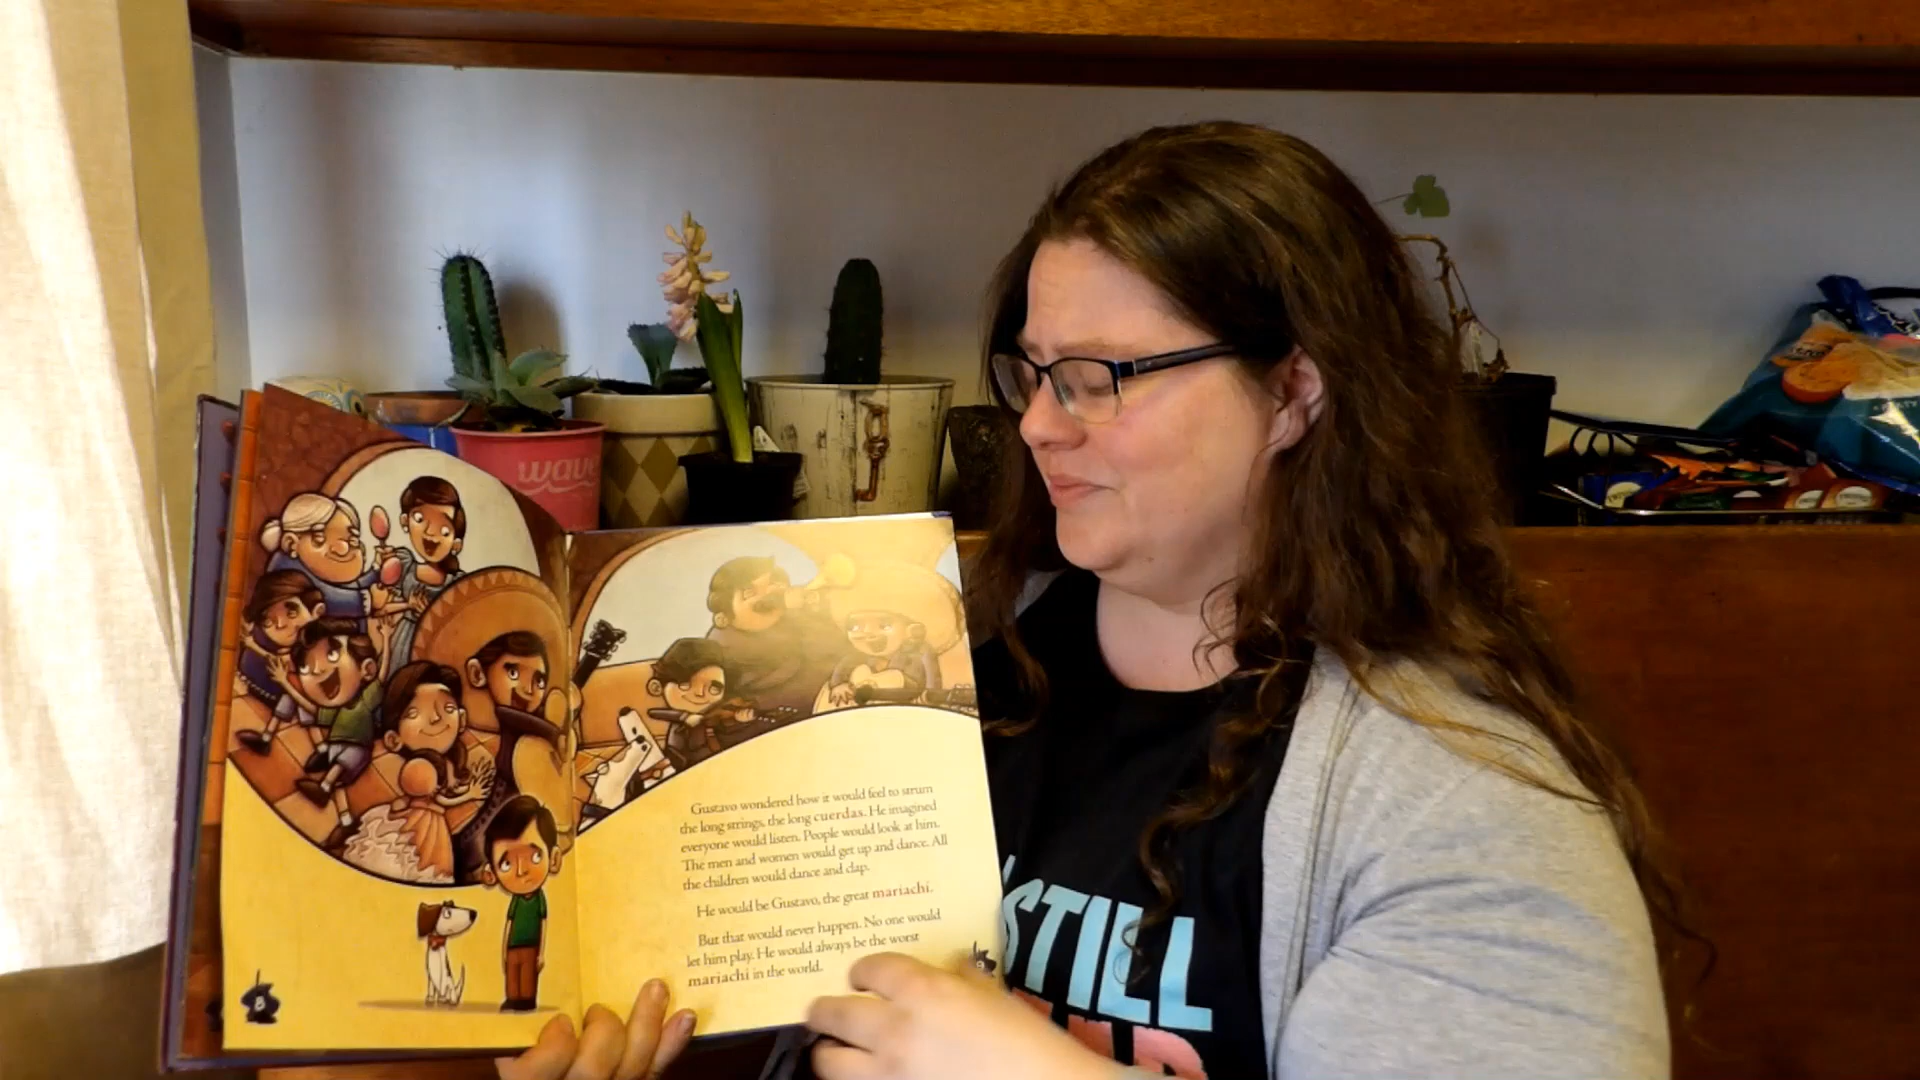 wave
Gustavo wondered how it would feel to strum
the long strings, the long cuerdas. He imagined
everyone would listen. People would look at him.
The men and women would get up and dance. All
the children would dance and clap.
He would be Gustavo, the great mariachi.
But that would never happen. No one would
let him play. He would always be the worst
mariachi in the world.
8
9
STILL